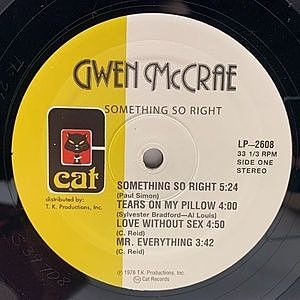 GWEN McCRAE
SOMETHING SO RIGHT
LP—2608
33 1/3 RPM
SIDE ONE
STEREO
cat
distributed by:
T. K. Productions, Inc.
SOMETHING SO RIGHT 5:24
(Paul Simon)
TEARS ON MY PILLOW 4:00
(Sylvester Bradford—Al Louis)
LOVE WITHOUT SEX 4:50
(C. Reid)
MR. EVERYTHING 3:42
(C. Reid)
© 1976 T.K. Productions, Inc.
Cat Records